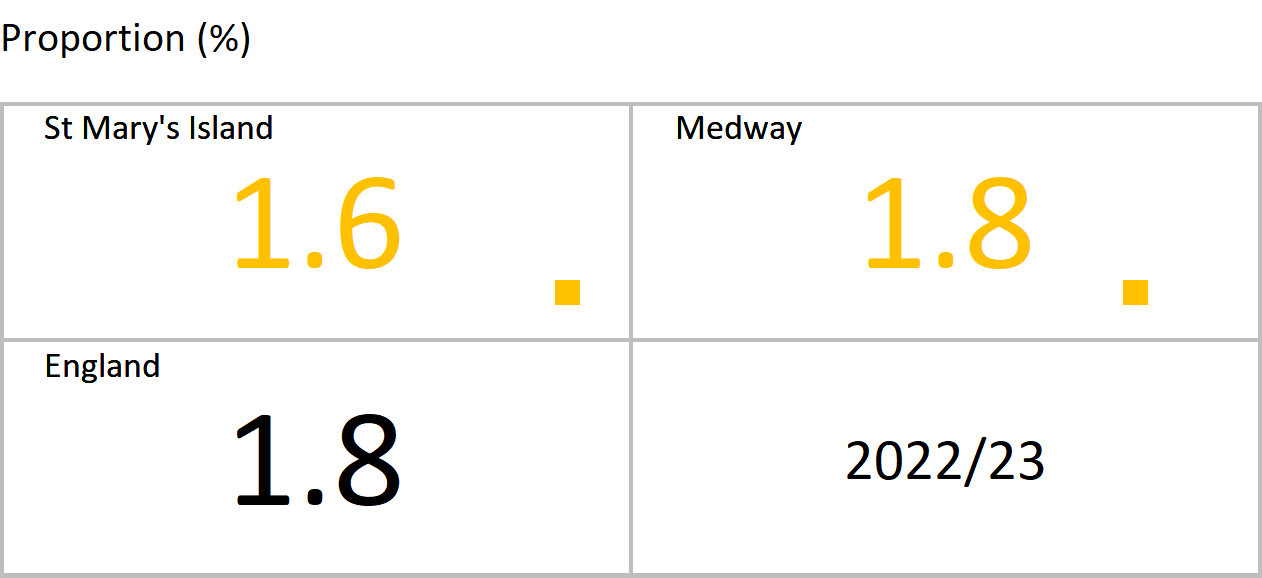 Proportion (%)
St Mary's Island
1.6
Medway
1.8
England
1.8
2022/23